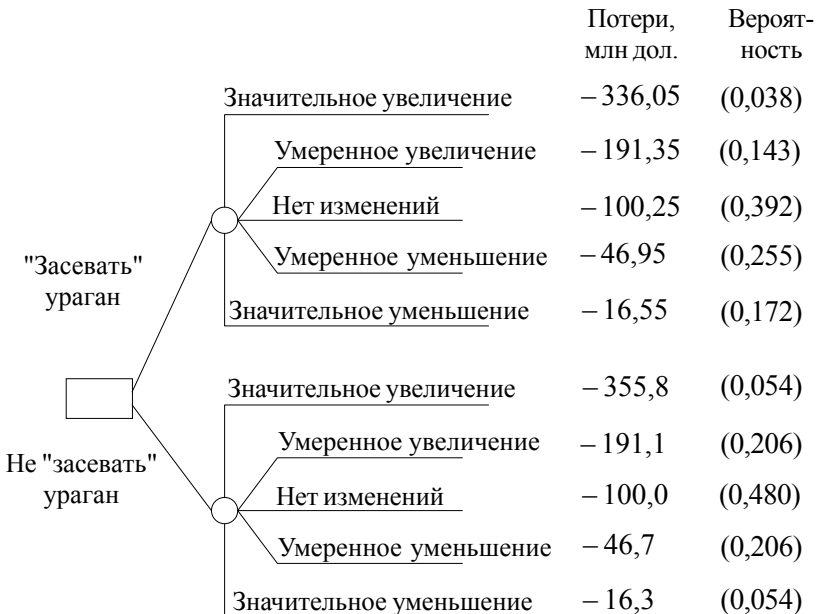 Потери, Вероят-
млн дол. ность
Значительное увеличение – 336,05 (0,038)
Умеренное увеличение – 191,35 (0,143)
Нет изменений – 100,25 (0,392)
Умеренное уменьшение – 46,95 (0,255)
Значительное уменьшение – 16,55 (0,172)
"Засевать"
ураган
Значительное увеличение – 355,8 (0,054)
Умеренное увеличение – 191,1 (0,206)
Нет изменений – 100,0 (0,480)
Умеренное уменьшение – 46,7 (0,206)
Значительное уменьшение – 16,3 (0,054)
Не "засевать"
ураган